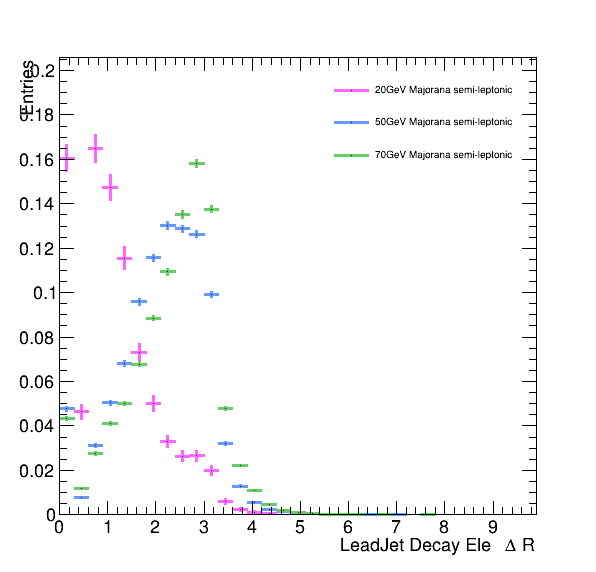 Entries
0.2
0.18
0.16
0.14
0.12
0.1
0.08
0.06
0.04
0.02
0
20GeV Majorana semi-leptonic
50GeV Majorana semi-leptonic
70GeV Majorana semi-leptonic
0 1 2 3 4 5 6 7 8 9
LeadJet Decay Ele Δ R